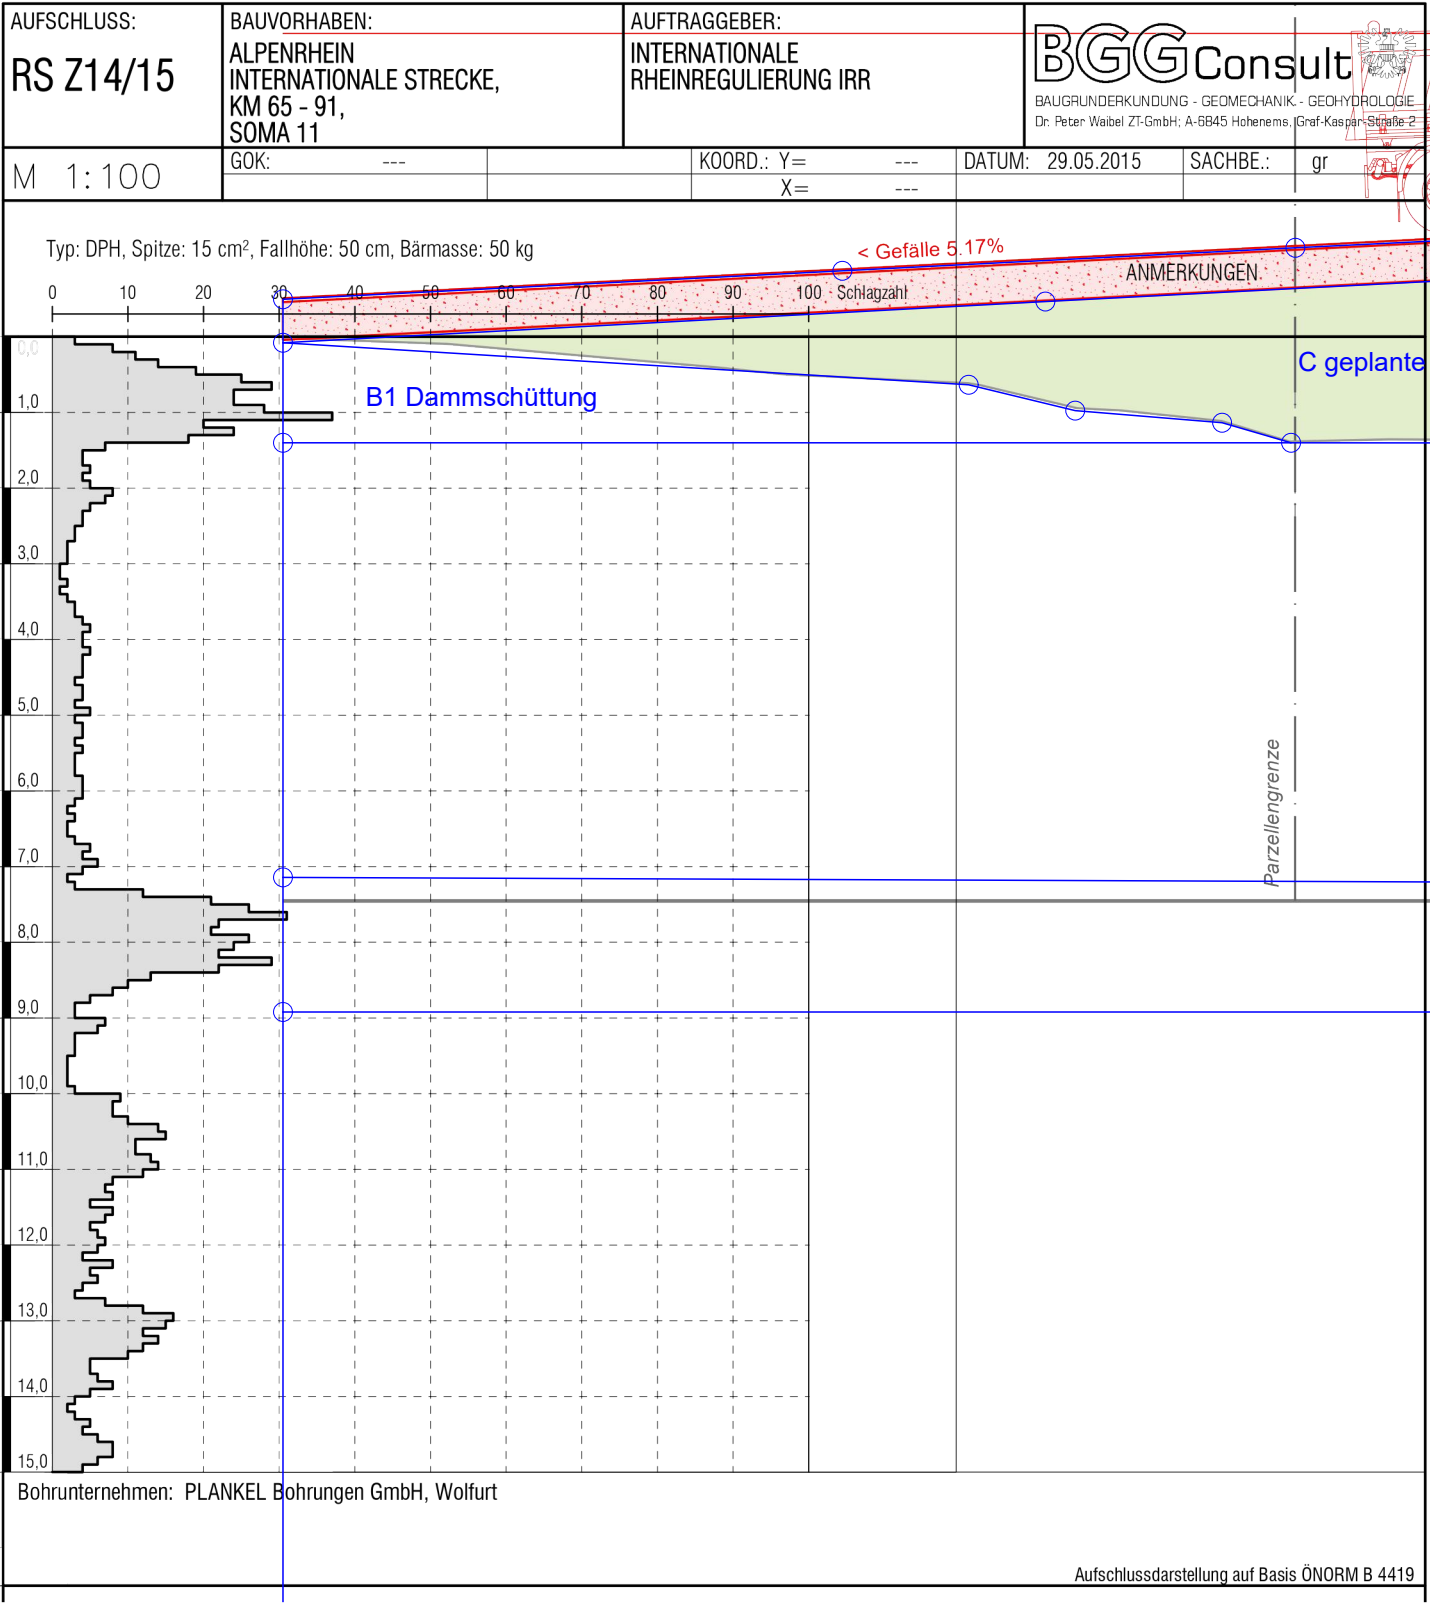 AUFSCHLUSS:
RS Z14/15
BAUVORHABEN:
ALPENRHEIN
INTERNATIONALE STRECKE,
KM 65 - 91,
SOMA 11
AUFTRAGGEBER:
INTERNATIONALE
RHEINREGULIERUNG IRR
BGG Consult
BAUGRUNDERKUNDUNG - GEOMECHANIK - GEOHYDROLOGIE
Dr. Peter Waibel ZT-GmbH; A-6845 Hohenems, Graf-Kaspar-Straße 2
M 1:100
GOK: ---
KOORD.: Y= ---
X= ---
DATUM: 29.05.2015
SACHBE.: gr
Typ: DPH, Spitze: 15 cm², Fallhöhe: 50 cm, Bärmasse: 50 kg
< Gefälle 5.17%
ANMERKUNGEN
0 10 20 30 40 50 60 70 80 90 100 Schlagzahl
0,0
C geplante
B1 Dammschüttung
1,0
2,0
3,0
4,0
5,0
6,0
7,0
8,0
9,0
10,0
11,0
12,0
13,0
14,0
15,0
Parzellengrenze
Bohrunternehmen: PLANKEL Bohrungen GmbH, Wolfurt
Aufschlussdarstellung auf Basis ÖNORM B 4419